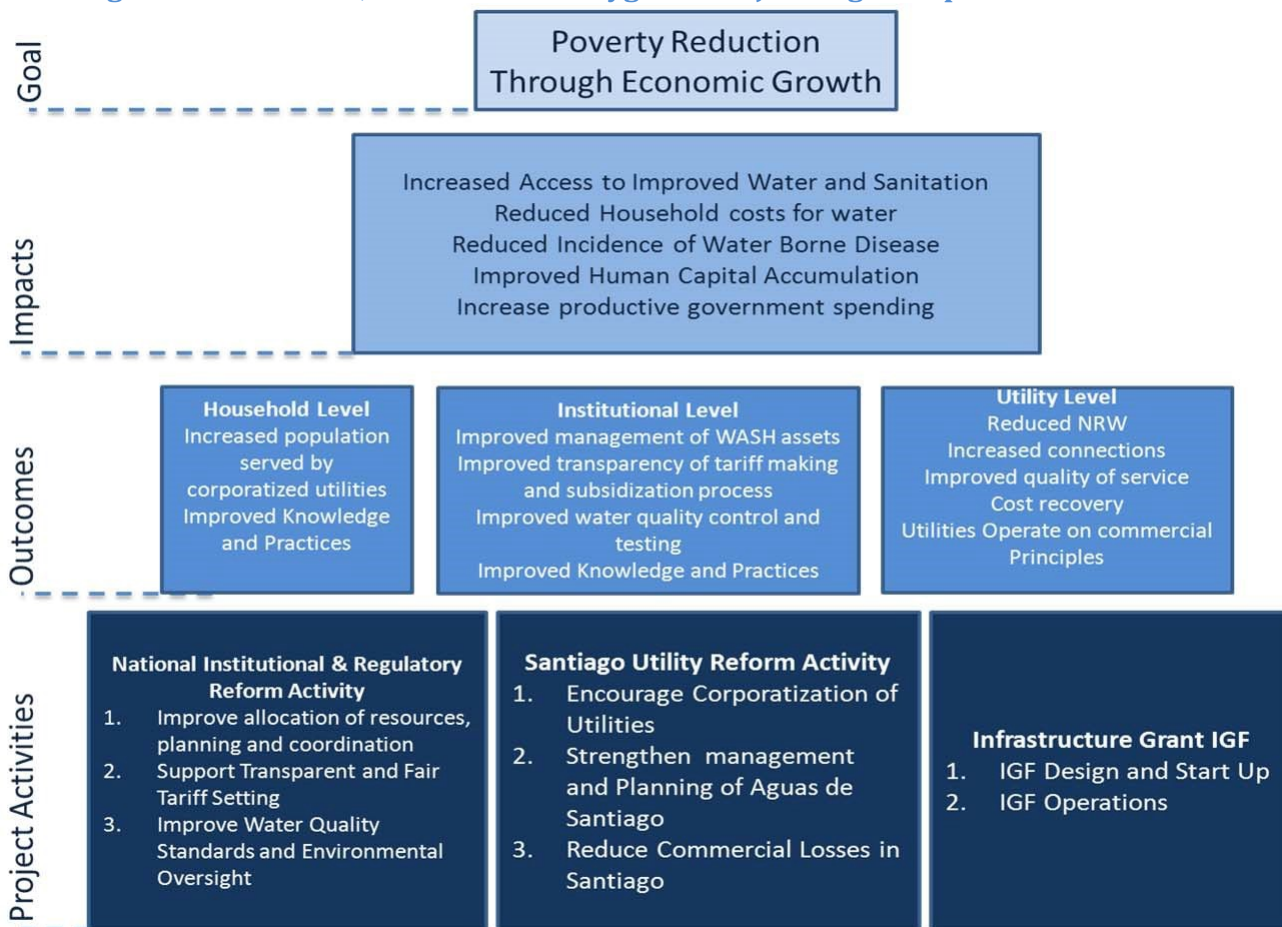 Goal
Poverty Reduction
Through Economic Growth
Impacts
Increased Access to Improved Water and Sanitation
Reduced Household costs for water
Reduced Incidence of Water Borne Disease
Improved Human Capital Accumulation
Increase productive government spending
Outcomes
Household Level
Increased population
served by
corporatized utilities
Improved Knowledge
and Practices
Institutional Level
Improved management of WASH assets
Improved transparency of tariff making
and subsidization process
Improved water quality control and
testing
Improved Knowledge and Practices
Utility Level
Reduced NRW
Increased connections
Improved quality of service
Cost recovery
Utilities Operate on commercial
Principles
Project Activities
National Institutional & Regulatory
Reform Activity
1. Improve allocation of resources,
planning and coordination
2. Support Transparent and Fair
Tariff Setting
3. Improve Water Quality
Standards and Environmental
Oversight
Santiago Utility Reform Activity
1. Encourage Corporatization of
Utilities
2. Strengthen management
and Planning of Aguas de
Santiago
3. Reduce Commercial Losses in
Santiago
Infrastructure Grant IGF
1. IGF Design and Start Up
2. IGF Operations